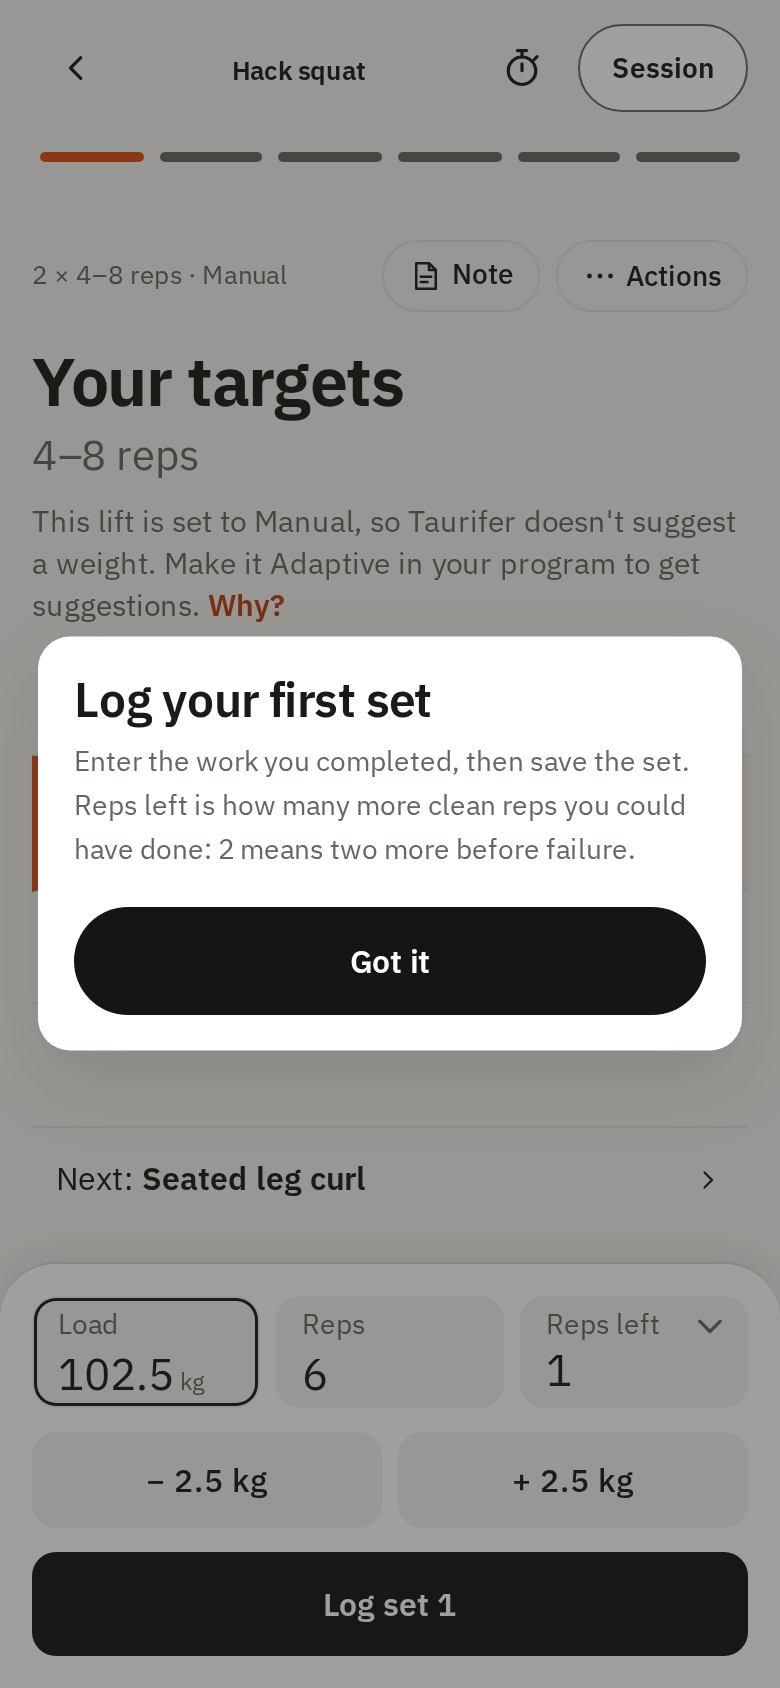 Hack squat
Session
2 × 4–8 reps · Manual
Note
Actions
Your targets
4–8 reps
This lift is set to Manual, so Taurifer doesn't suggest
a weight. Make it Adaptive in your program to get
suggestions. Why?
Log your first set
Enter the work you completed, then save the set.
Reps left is how many more clean reps you could
have done: 2 means two more before failure.
Got it
Next: Seated leg curl
Load
Reps
Reps left
102.5 kg
6
1
– 2.5 kg
+ 2.5 kg
Log set 1